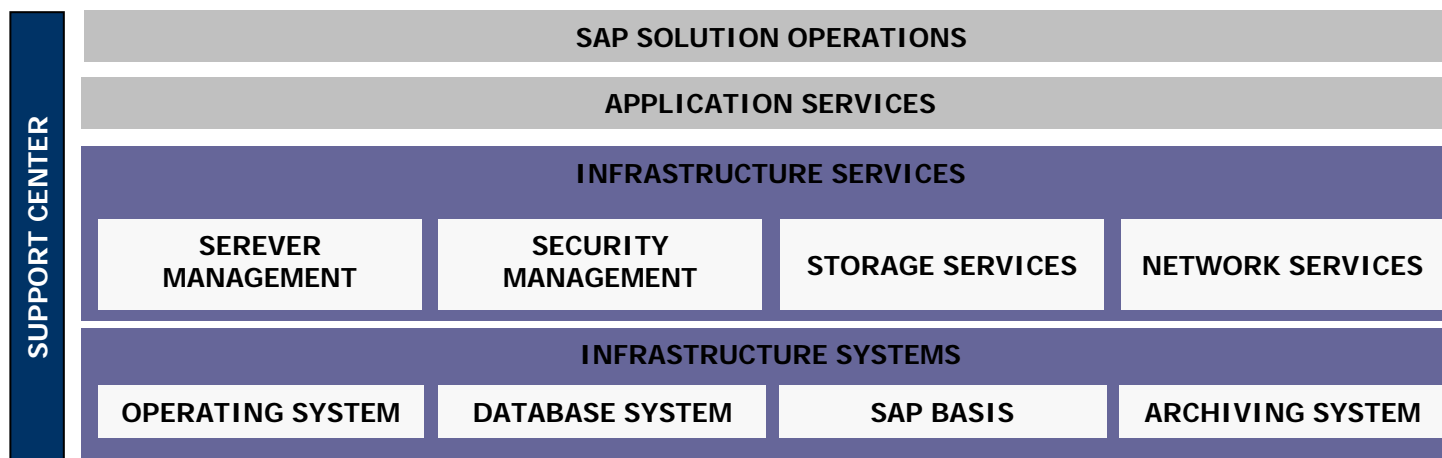 SUPPORT CENTER
SAP SOLUTION OPERATIONS
APPLICATION SERVICES
INFRASTRUCTURE SERVICES
SEREVER
MANAGEMENT
SECURITY
MANAGEMENT
STORAGE SERVICES
NETWORK SERVICES
INFRASTRUCTURE SYSTEMS
OPERATING SYSTEM
DATABASE SYSTEM
SAP BASIS
ARCHIVING SYSTEM